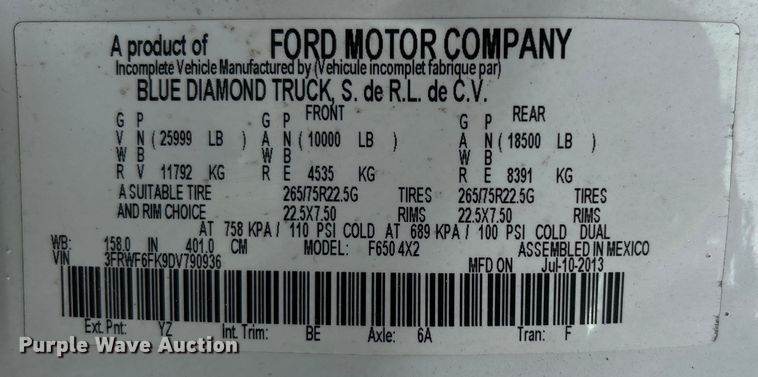 A product of FORD MOTOR COMPANY
Incomplete Vehicle Manufactured by (Vehicule incomplet fabrique par)
BLUE DIAMOND TRUCK, S. de R.L. de C.V.
FRONT REAR
G P G P G P
V N ( 25999 LB ) A N ( 10000 LB ) A N ( 18500 LB )
W B W B W B
R V 11792 KG R E 4535 KG R E 8391 KG
A SUITABLE TIRE 265/75R22.5G TIRES 265/75R22.5G TIRES
AND RIM CHOICE 22.5X7.50 RIMS 22.5X7.50 RIMS
AT 758 KPA / 110 PSI COLD AT 689 KPA / 100 PSI COLD DUAL
WB: 158.0 IN 401.0 CM MODEL: F650 4X2 ASSEMBLED IN MEXICO
VIN 3FRWF6FK9DV790936 MFD ON Jul-10-2013
Ext. Pnt: YZ Int. Trim: BE Axle: 6A Tran: F
Purple Wave Auction